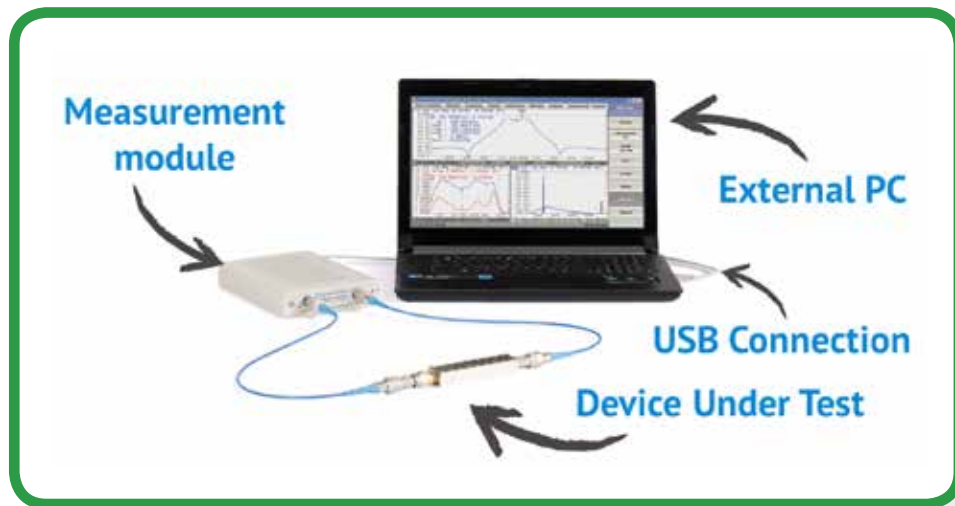 Measurement
module
External PC
USB Connection
Device Under Test